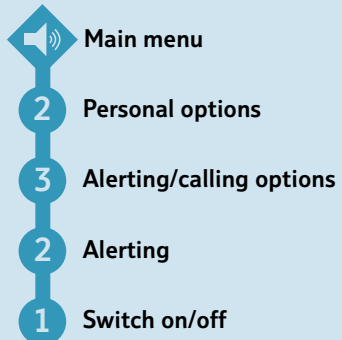 Main menu
2 Personal options
3 Alerting/calling options
2 Alerting
1 Switch on/off